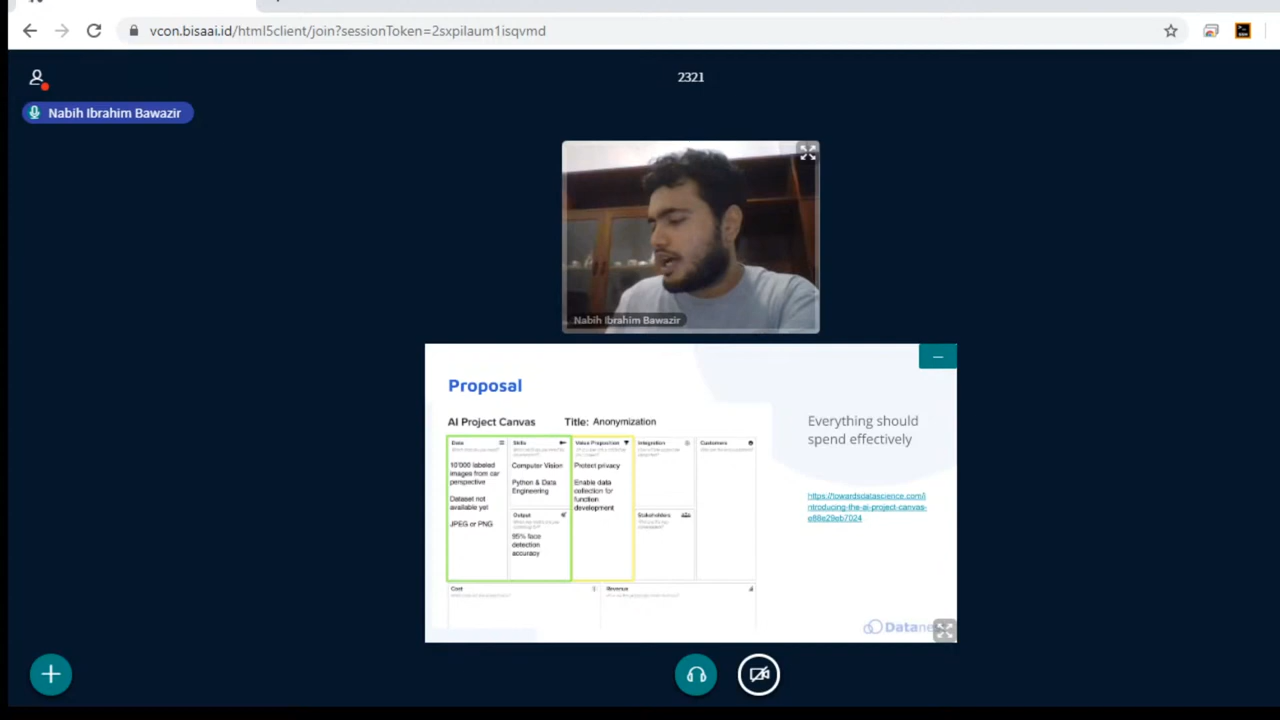 vcon.bisaai.id/html5client/join?sessionToken=2sxpilaum1isqvmd
2321
Nabih Ibrahim Bawazir
Nabih Ibrahim Bawazir
Proposal
AI Project Canvas
Title: Anonymization
Everything should
spend effectively
Data
10'000 labeled
images from car
perspective
Dataset not
available yet
JPEG or PNG
Skills
Computer Vision
Python & Data
Engineering
Output
95% face
detection
accuracy
Value Proposition
Protect privacy
Enable data
collection for
function
development
Integration
Stakeholders
Customers
Cost
Revenue
https://towardsdatascience.com/i
ntroducing-the-ai-project-canvas-
e88e29eb7024